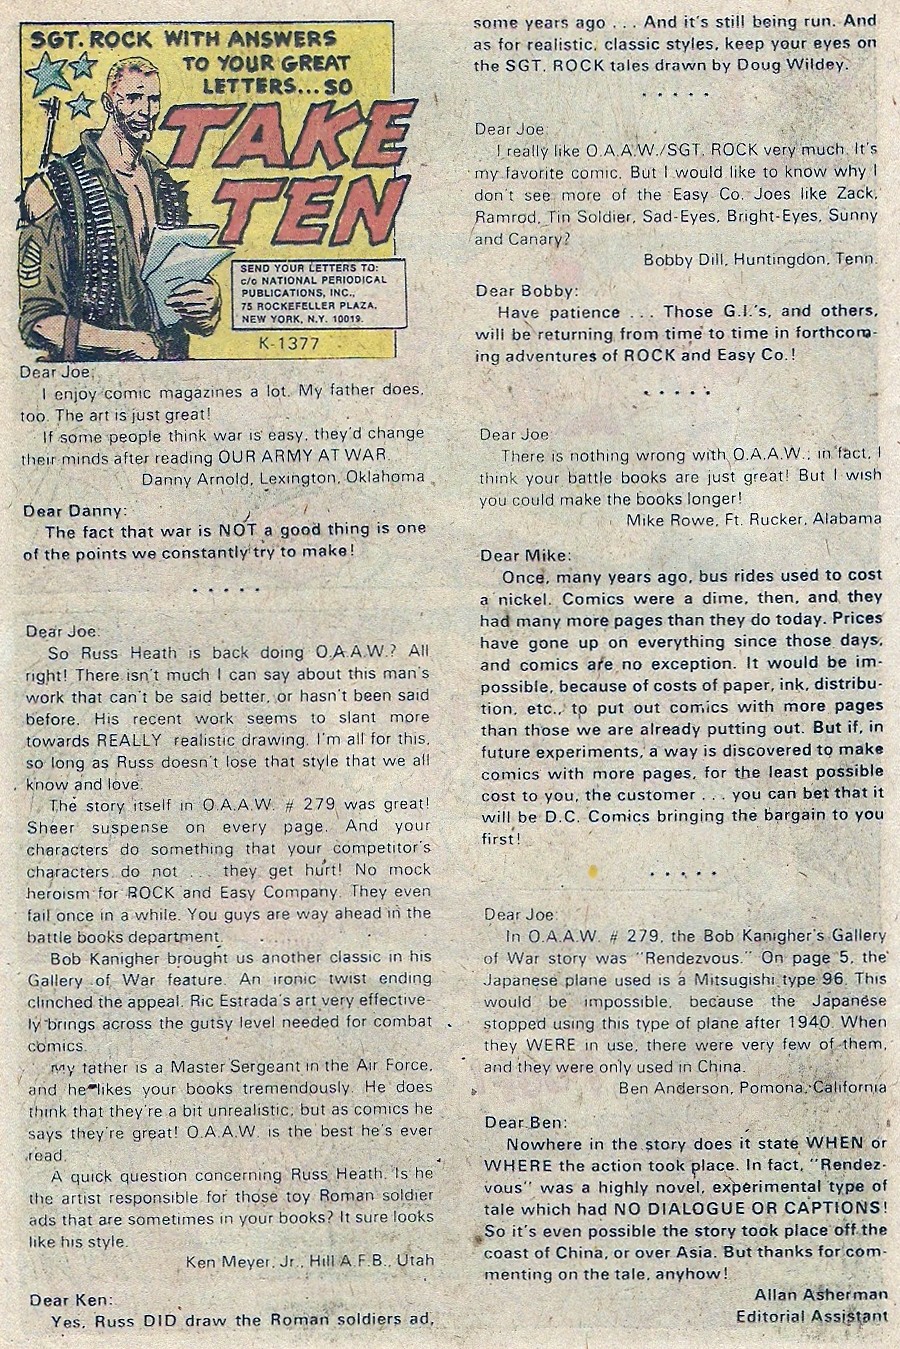 SGT. ROCK WITH ANSWERS
TO YOUR GREAT
LETTERS...SO
TAKE
TEN
SEND YOUR LETTERS TO:
c/o NATIONAL PERIODICAL
PUBLICATIONS, INC.,
75 ROCKEFELLER PLAZA,
NEW YORK, N.Y. 10019.
K-1377
Dear Joe:
I enjoy comic magazines a lot. My father does,
too. The art is just great!
If some people think war is easy, they'd change
their minds after reading OUR ARMY AT WAR.
Danny Arnold, Lexington, Oklahoma
Dear Danny:
The fact that war is NOT a good thing is one
of the points we constantly try to make!
. . . . .
Dear Joe:
So Russ Heath is back doing O.A.A.W.? All
right! There isn't much I can say about this man's
work that can't be said better, or hasn't been said
before. His recent work seems to slant more
towards REALLY realistic drawing. I'm all for this,
so long as Russ doesn't lose that style that we all
know and love.
The story itself in O.A.A.W. # 279 was great!
Sheer suspense on every page. And your
characters do something that your competitor's
characters do not ... they get hurt! No mock
heroism for ROCK and Easy Company. They even
fail once in a while. You guys are way ahead in the
battle books department.
Bob Kanigher brought us another classic in his
Gallery of War feature. An ironic twist ending
clinched the appeal. Ric Estrada's art very effective-
ly brings across the gutsy level needed for combat
comics.
My father is a Master Sergeant in the Air Force,
and he likes your books tremendously. He does
think that they're a bit unrealistic, but as comics he
says they're great! O.A.A.W. is the best he's ever
read.
A quick question concerning Russ Heath. Is he
the artist responsible for those toy Roman soldier
ads that are sometimes in your books? It sure looks
like his style.
Ken Meyer, Jr., Hill A.F.B., Utah
Dear Ken:
Yes, Russ DID draw the Roman soldiers ad,
some years ago ... And it's still being run. And
as for realistic, classic styles, keep your eyes on
the SGT. ROCK tales drawn by Doug Wildey.
. . . . .
Dear Joe:
I really like O.A.A.W./SGT. ROCK very much. It's
my favorite comic. But I would like to know why I
don't see more of the Easy Co. Joes like Zack,
Ramrod, Tin Soldier, Sad-Eyes, Bright-Eyes, Sunny
and Canary?
Bobby Dill, Huntingdon, Tenn.
Dear Bobby:
Have patience ... Those G.I.'s, and others,
will be returning from time to time in forthcom-
ing adventures of ROCK and Easy Co.!
. . . . .
Dear Joe
There is nothing wrong with O.A.A.W.; in fact, I
think your battle books are just great! But I wish
you could make the books longer!
Mike Rowe, Ft. Rucker, Alabama
Dear Mike:
Once, many years ago, bus rides used to cost
a nickel. Comics were a dime, then, and they
had many more pages than they do today. Prices
have gone up on everything since those days,
and comics are no exception. It would be im-
possible, because of costs of paper, ink, distribu-
tion, etc., to put out comics with more pages
than those we are already putting out. But if, in
future experiments, a way is discovered to make
comics with more pages, for the least possible
cost to you, the customer ... you can bet that it
will be D.C. Comics bringing the bargain to you
first!
. . . . .
Dear Joe:
In O.A.A.W. # 279, the Bob Kanigher's Gallery
of War story was "Rendezvous." On page 5, the
Japanese plane used is a Mitsugishi type 96. This
would be impossible, because the Japanese
stopped using this type of plane after 1940. When
they WERE in use, there were very few of them,
and they were only used in China.
Ben Anderson, Pomona, California
Dear Ben:
Nowhere in the story does it state WHEN or
WHERE the action took place. In fact, "Rendez-
vous" was a highly novel, experimental type of
tale which had NO DIALOGUE OR CAPTIONS!
So it's even possible the story took place off the
coast of China, or over Asia. But thanks for com-
menting on the tale, anyhow!
Allan Asherman
Editorial Assistant